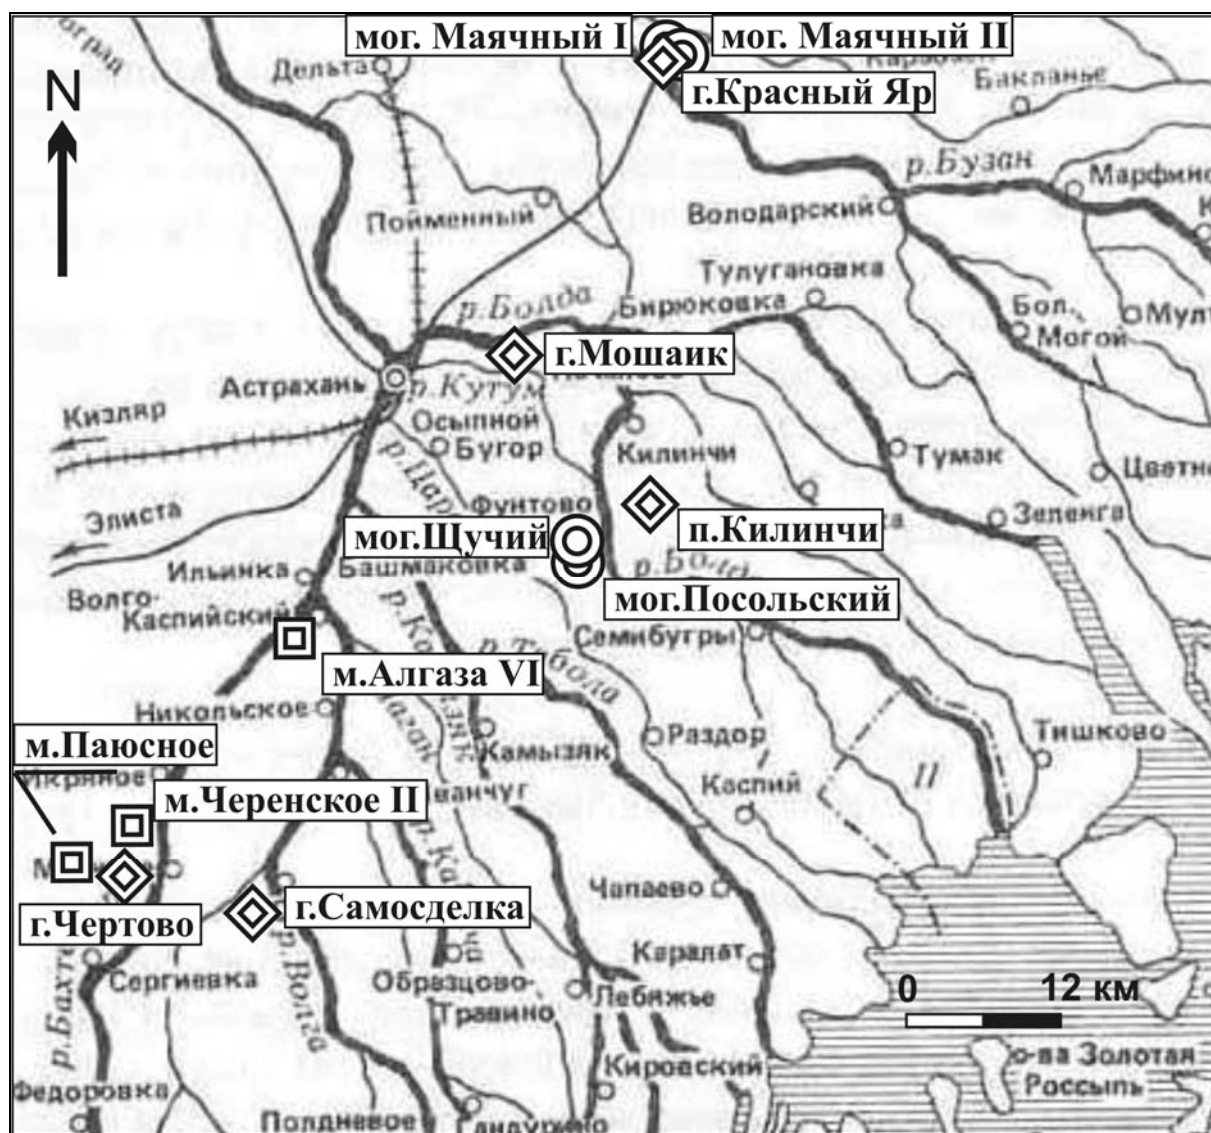 мог. Маячный I
мог. Маячный II
Дельта
г.Красный Яр
Бакланье
N
р.Бузан
Марфино
Пойменный
Володарский
Тулугановка
р.Болда
Бирюковка
Бол.
Могой
г.Мошаик
Астрахань
р.Кутум
Кизляр
Осыпной
Бугор
Килинчи
Тумак
Фунтово
п.Килинчи
Зеленга
Элиста
мог.Щучий
Башмаковка
Ильинка
мог.Посольский
Волго-
Каспийский
Семибугры
м.Алгаза VI
р.Табола
Никольское
м.Паюсное
Икряное
Камызяк
Раздор
Тишково
II
м.Черенское II
Каспий
г.Самосделка
Чапаево
г.Чертово
Каралат
р.Волга
Сергиевка
Образцово-
Травино
Лебяжье
0
12 км
Кировский
о-ва Золотая
Россыпь
Федоровка
Полдневое